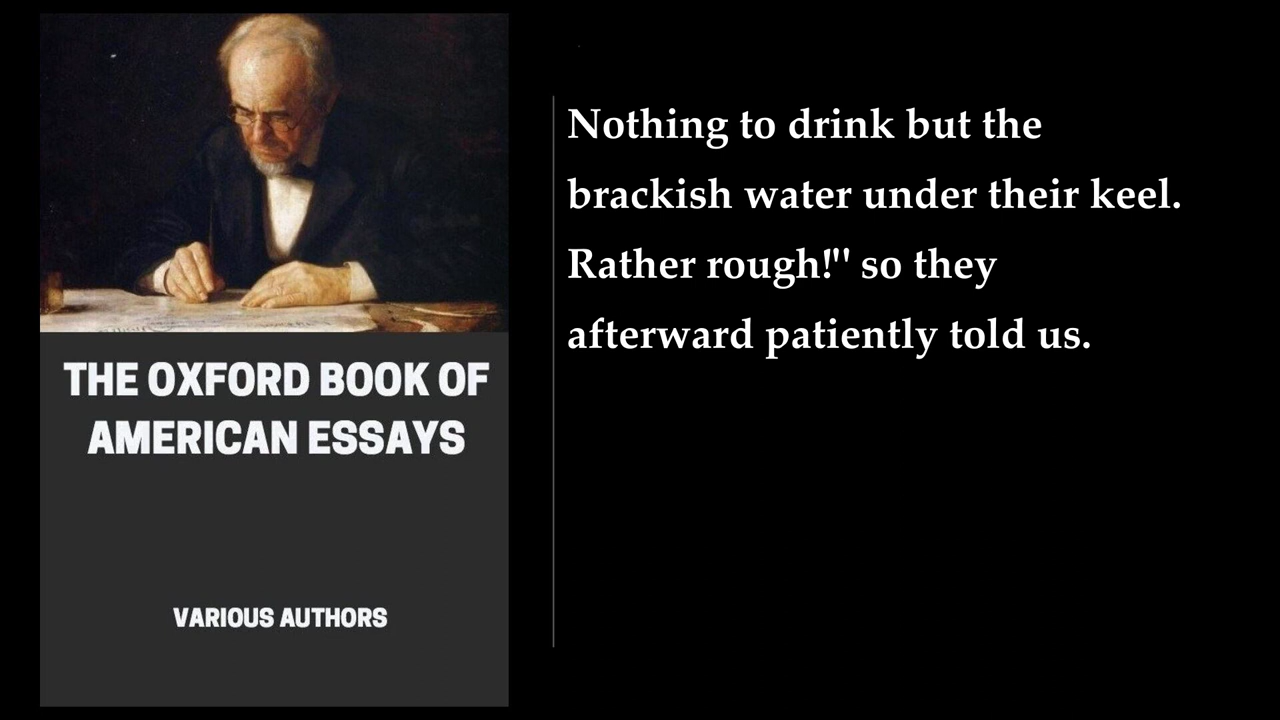 THE OXFORD BOOK OF
AMERICAN ESSAYS
VARIOUS AUTHORS
Nothing to drink but the
brackish water under their keel.
Rather rough!" so they
afterward patiently told us.